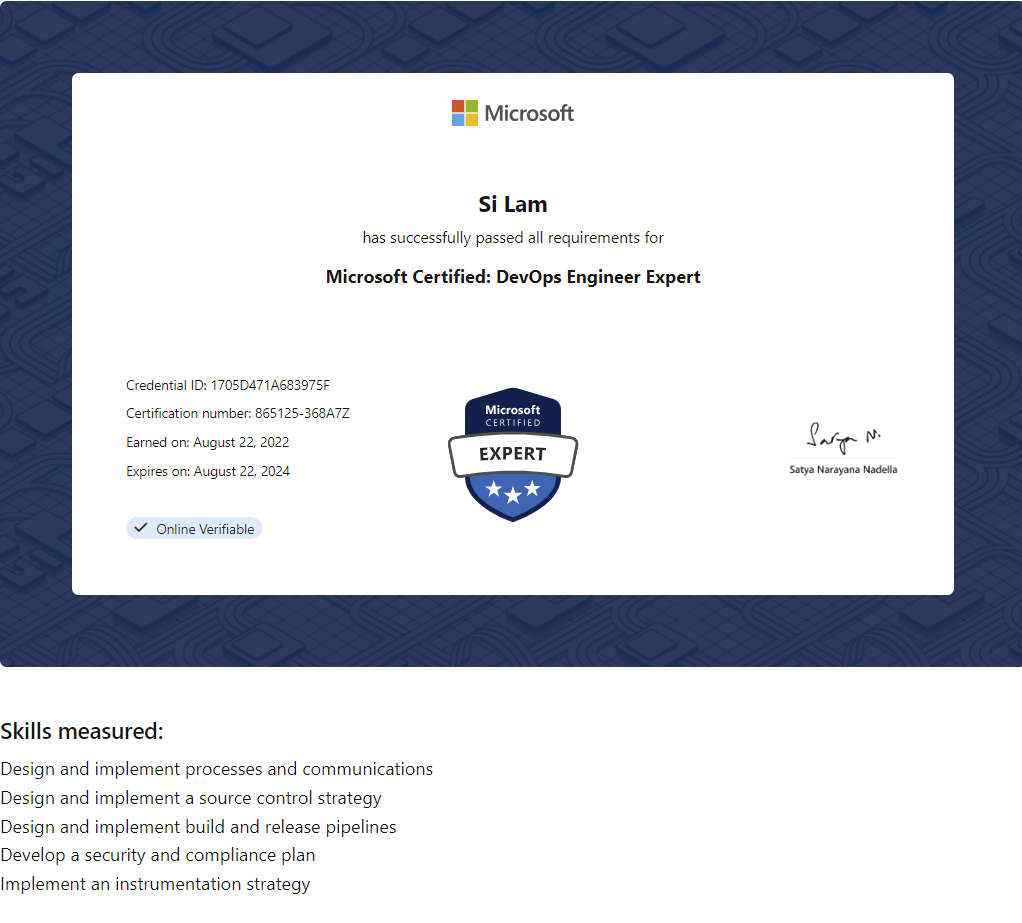 Microsoft
Si Lam
has successfully passed all requirements for
Microsoft Certified: DevOps Engineer Expert
Credential ID: 1705D471A683975F
Certification number: 865125-368A7Z
Earned on: August 22, 2022
Expires on: August 22, 2024
Online Verifiable
Microsoft
CERTIFIED
EXPERT
Satya N.
Satya Narayana Nadella
Skills measured:
Design and implement processes and communications
Design and implement a source control strategy
Design and implement build and release pipelines
Develop a security and compliance plan
Implement an instrumentation strategy